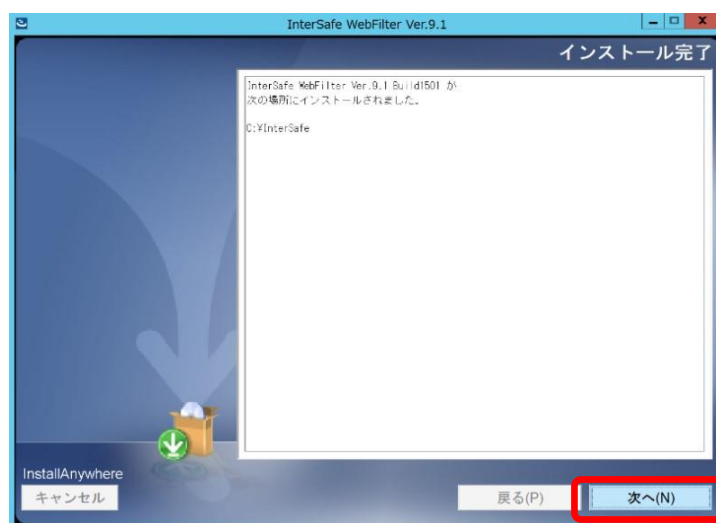 InterSafe WebFilter Ver.9.1
インストール完了
InterSafe WebFilter Ver.9.1 Build1501 が
次の場所にインストールされました。
C:¥InterSafe
InstallAnywhere
キャンセル
戻る(P)
次へ(N)